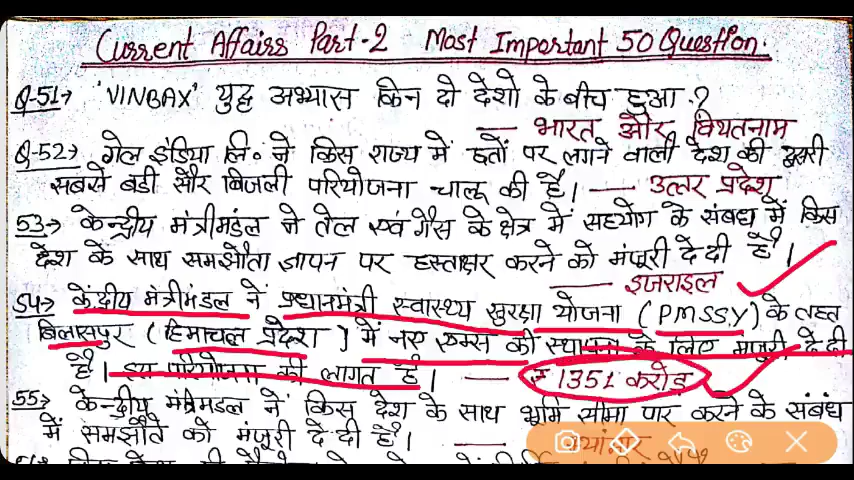 Current Affairs Part-2 Most Important 50 Question.
Q-51→ 'VINBAX' युद्ध अभ्यास किन दो देशो के बीच हुआ ?
— भारत और वियतनाम
Q-52→ गेल इंडिया लि० ने किस राज्य में छतों पर लगने वाली देश की दुसरी
सबसे बडी सौर बिजली परियोजना चालू की है। — उत्तर प्रदेश
53→ केन्द्रीय मंत्रीमंडल ने तेल एवं गैस के क्षेत्र में सहयोग के संबंध में किस
देश के साथ समझौता ज्ञापन पर हस्ताक्षर करने को मंजूरी दे दी है।
— इजराइल
54→ केंद्रीय मंत्रीमंडल नें प्रधानमंत्री स्वास्थ्य सुरक्षा योजना (PMSSY) के तहत
बिलासपुर (हिमाचल प्रदेश) में नए एम्स की स्थापना के लिए मंजूरी दे दी
है। इस परियोजना की लागत है। — ₹1351 करोड
55→ केन्द्रीय मंत्रीमंडल नें किस देश के साथ भूमि सीमा पार करने के संबंध
में समझौते को मंजूरी दे दी है। —